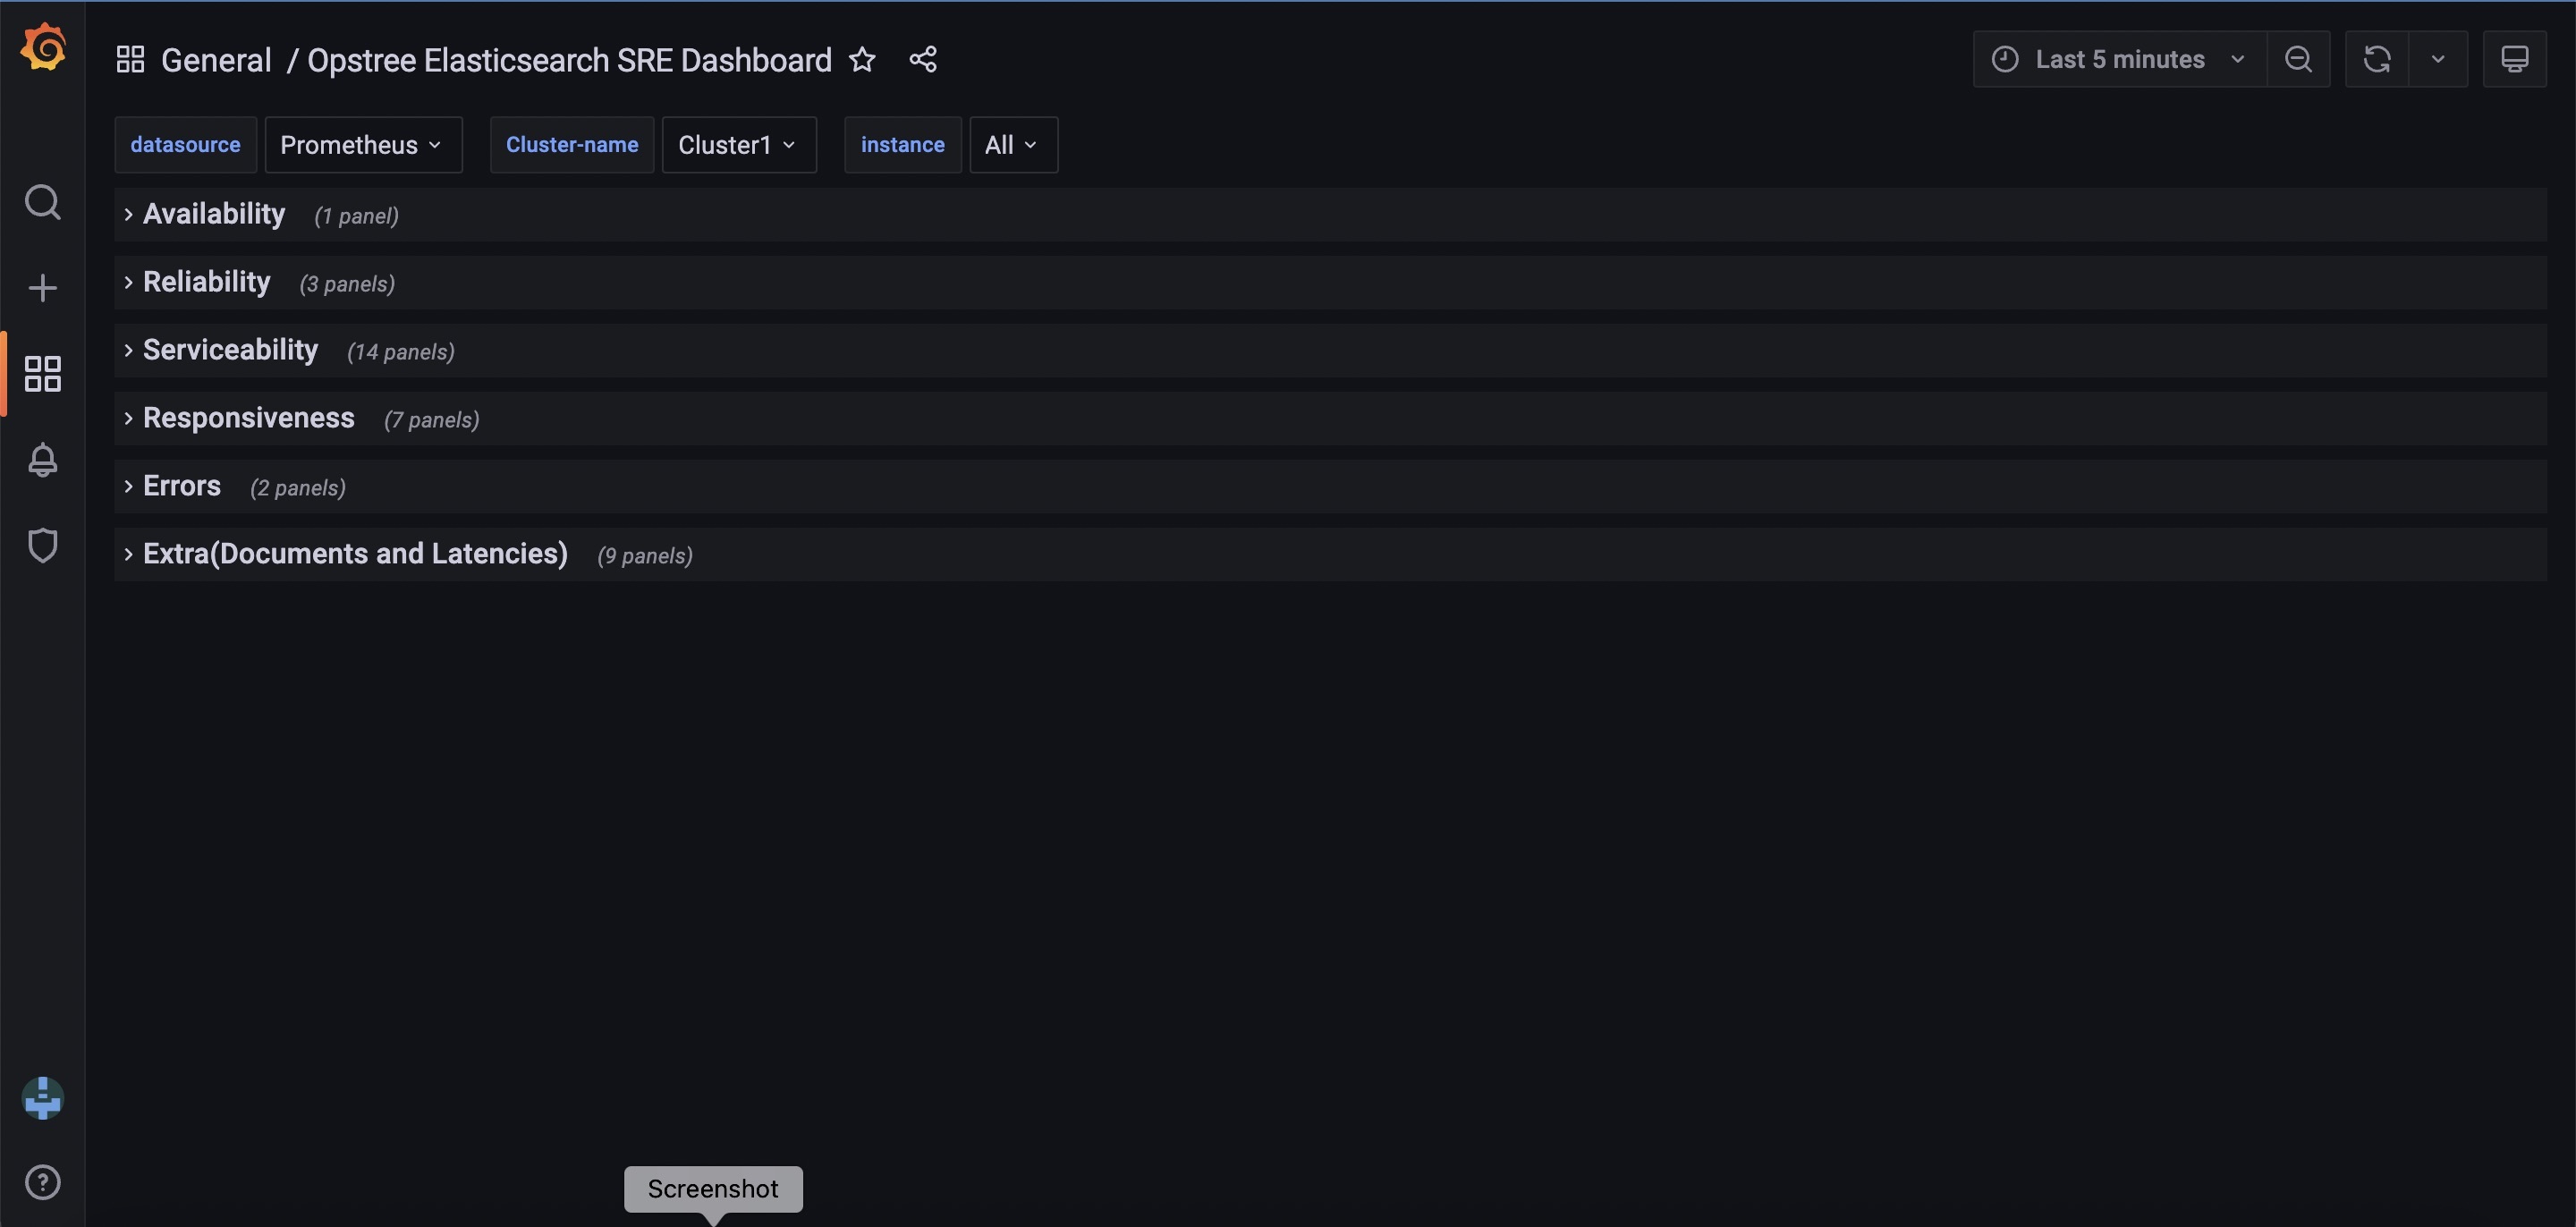 General / Opstree Elasticsearch SRE Dashboard
Last 5 minutes
datasource Prometheus Cluster-name Cluster1 instance All
Availability (1 panel)
Reliability (3 panels)
Serviceability (14 panels)
Responsiveness (7 panels)
Errors (2 panels)
Extra(Documents and Latencies) (9 panels)
Screenshot